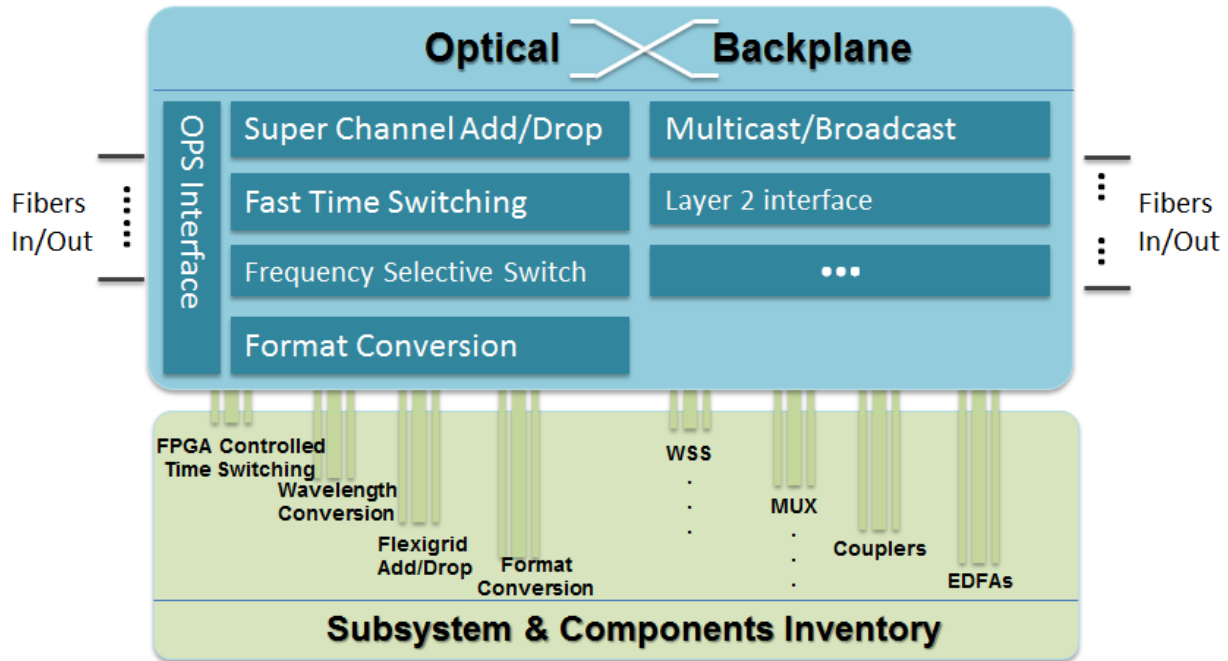 Optical Backplane
OPS Interface
Super Channel Add/Drop
Multicast/Broadcast
Fast Time Switching
Layer 2 interface
Frequency Selective Switch
•••
Format Conversion
Fibers
In/Out
Fibers
In/Out
FPGA Controlled
Time Switching
Wavelength
Conversion
Flexigrid
Add/Drop
Format
Conversion
WSS
MUX
Couplers
EDFAs
Subsystem & Components Inventory